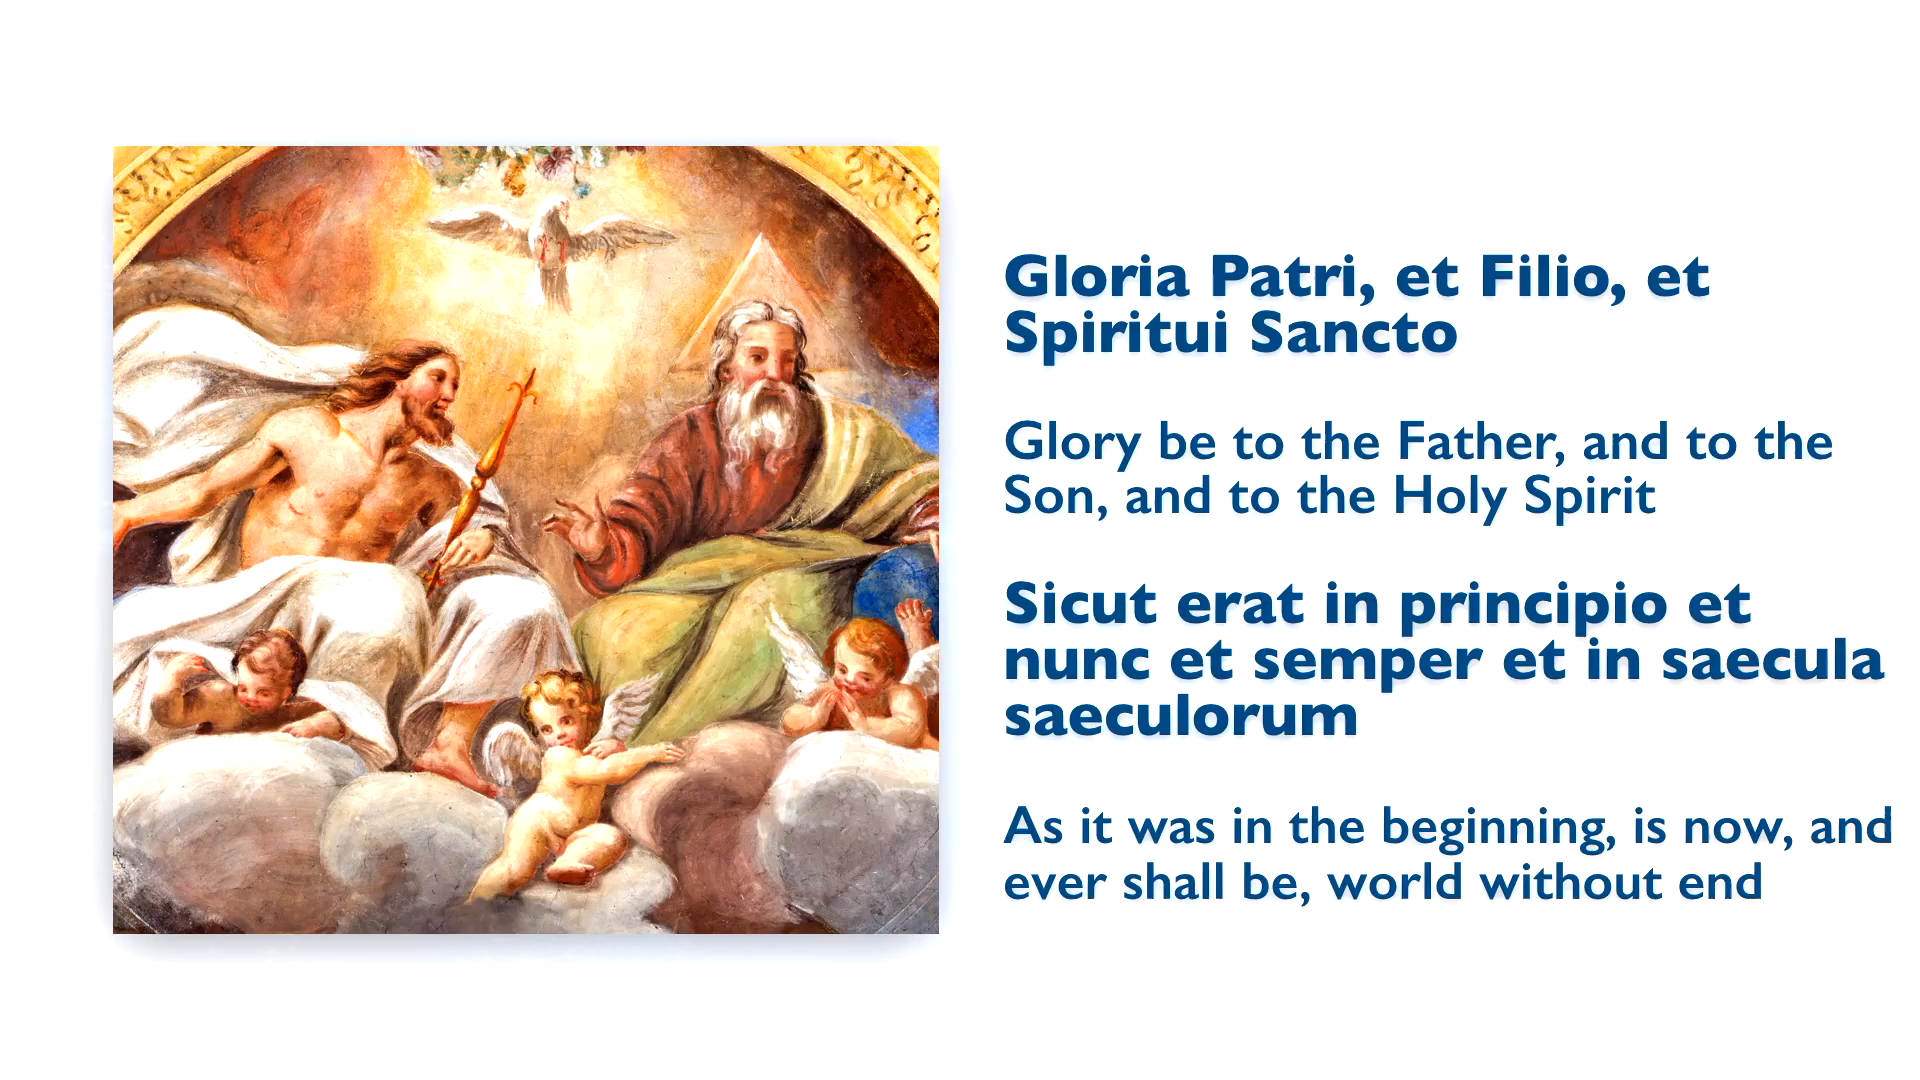 Gloria Patri, et Filio, et
Spiritui Sancto
Glory be to the Father, and to the
Son, and to the Holy Spirit
Sicut erat in principio et
nunc et semper et in saecula
saeculorum
As it was in the beginning, is now, and
ever shall be, world without end